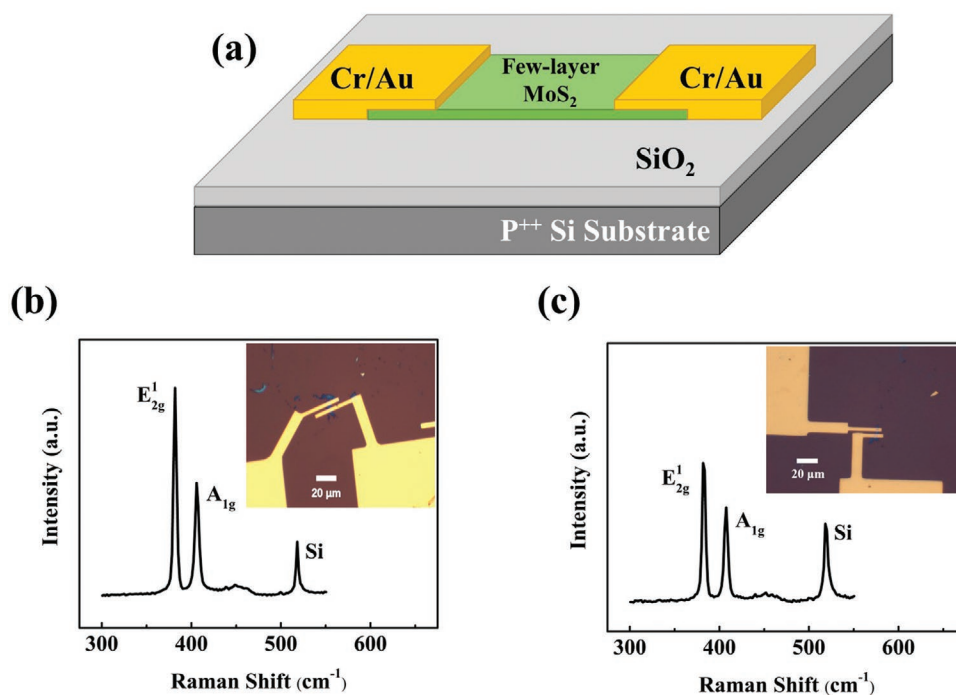 (a)
Cr/Au
Few-layer
MoS₂
Cr/Au
SiO₂
P⁺⁺ Si Substrate
(b)
Intensity (a.u.)
E¹₂g
A₁g
Si
20 μm
300 400 500 600
Raman Shift (cm⁻¹)
(c)
Intensity (a.u.)
E¹₂g
A₁g
Si
20 μm
300 400 500 600
Raman Shift (cm⁻¹)